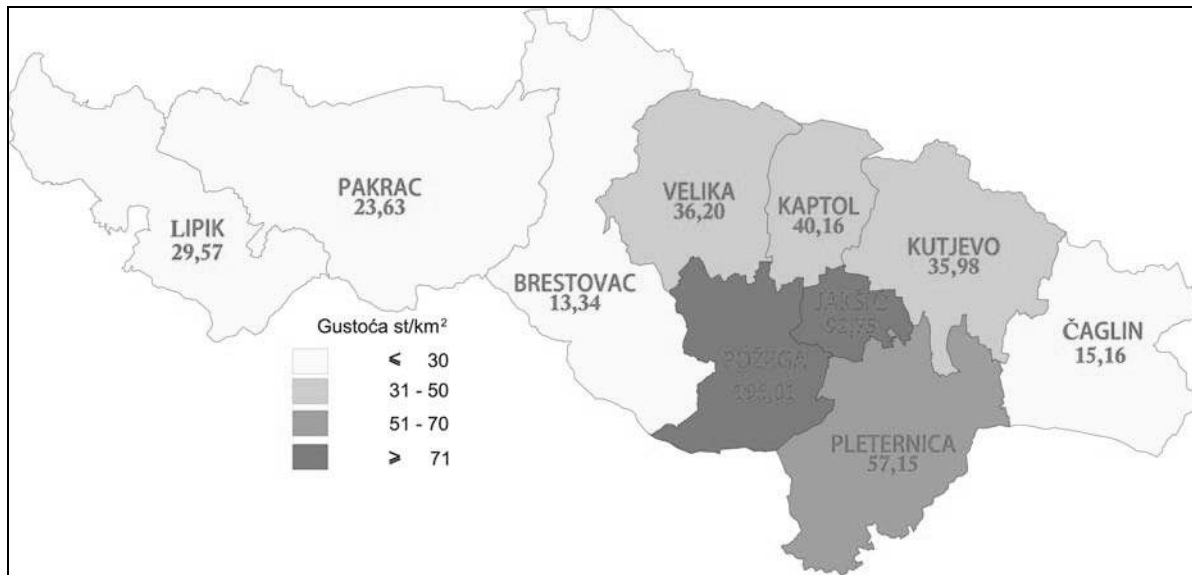 PAKRAC
23,63
VELIKA
36,20
KAPTOL
40,16
LIPIK
29,57
KUTJEVO
35,98
BRESTOVAC
13,34
JAKŠIĆ
ČAGLIN
15,16
POŽEGA
PLETERNICA
57,15
Gustoća st/km²
≤ 30
31 - 50
51 - 70
≥ 71